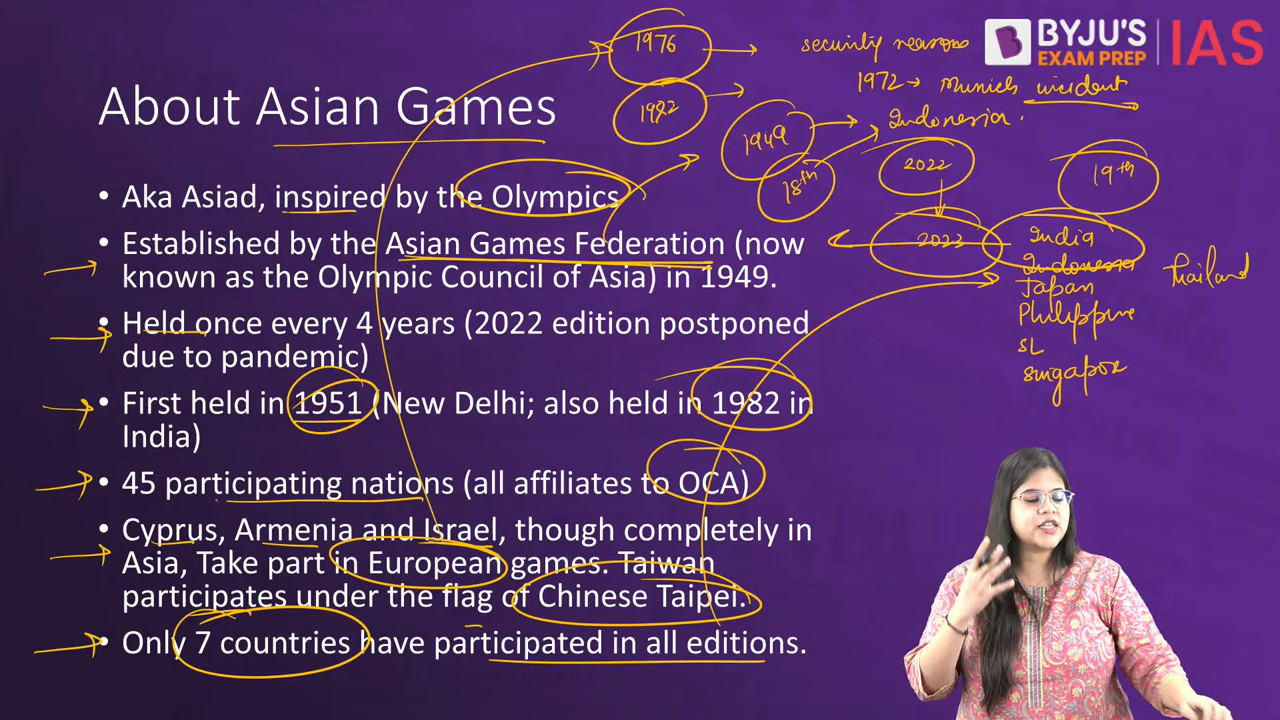 1976
security reasons
BYJU'S
EXAM PREP
IAS
1972 → Munich incident
About Asian Games
1982
1949
Indonesia.
18th
2022
19th
• Aka Asiad, inspired by the Olympics
2023
India
• Established by the Asian Games Federation (now
known as the Olympic Council of Asia) in 1949.
Indonesia
Thailand
Japan
Philippine
• Held once every 4 years (2022 edition postponed
due to pandemic)
SL
Singapore
• First held in 1951 (New Delhi; also held in 1982 in
India)
• 45 participating nations (all affiliates to OCA)
• Cyprus, Armenia and Israel, though completely in
Asia, Take part in European games. Taiwan
participates under the flag of Chinese Taipei.
• Only 7 countries have participated in all editions.